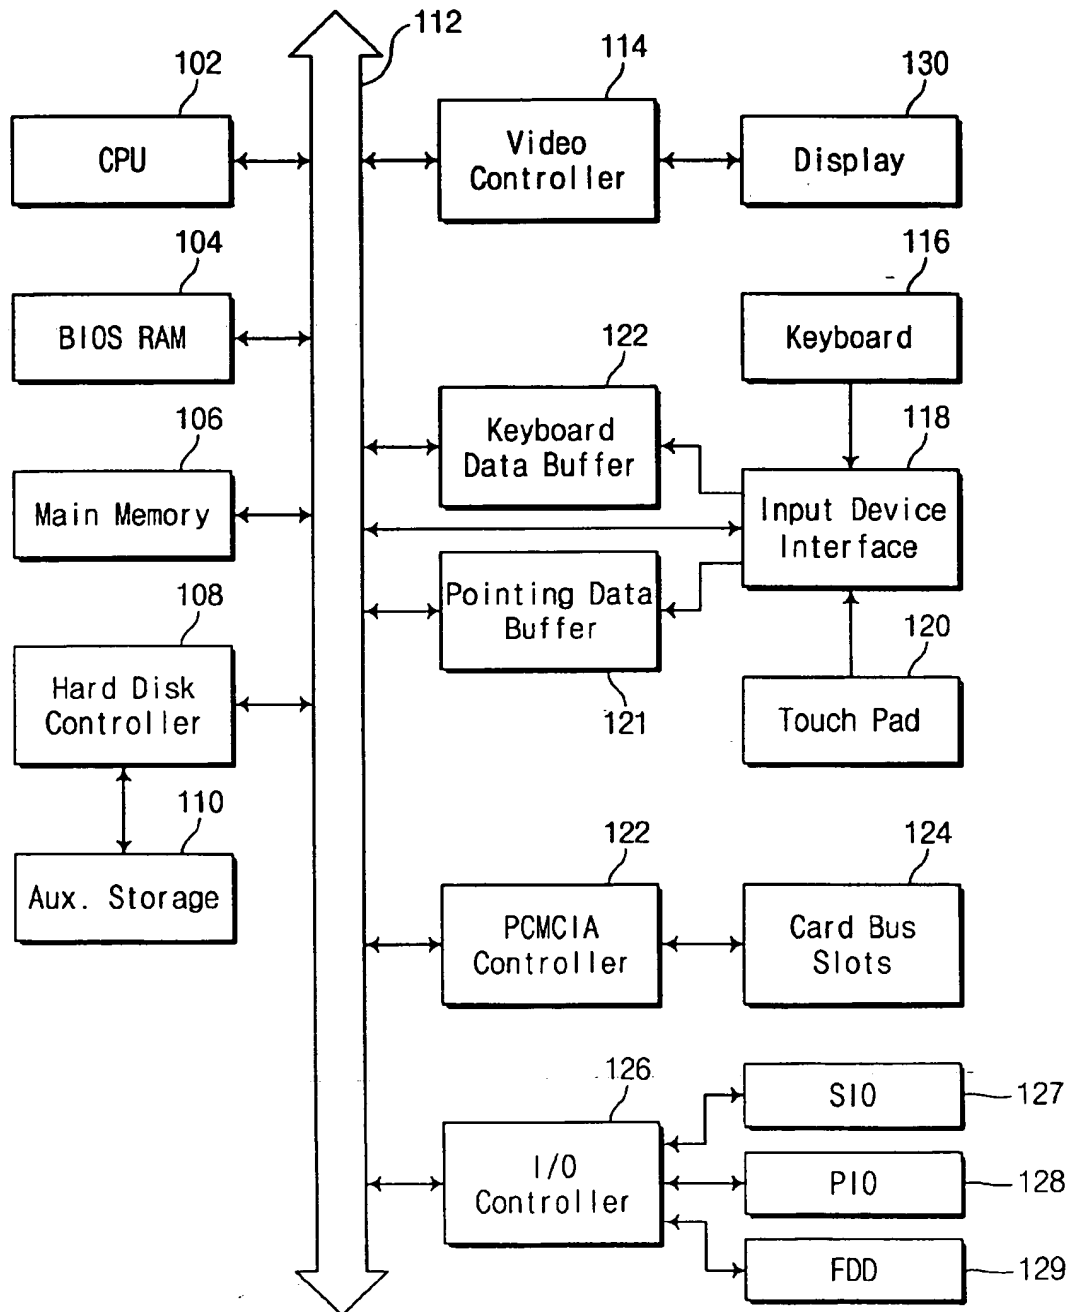 112
102
CPU
114
Video
Controller
130
Display
104
BIOS RAM
116
Keyboard
122
Keyboard
Data Buffer
106
Main Memory
118
Input Device
Interface
Pointing Data
Buffer
121
108
Hard Disk
Controller
120
Touch Pad
110
Aux. Storage
122
PCMCIA
Controller
124
Card Bus
Slots
126
I/O
Controller
SIO
127
PIO
128
FDD
129